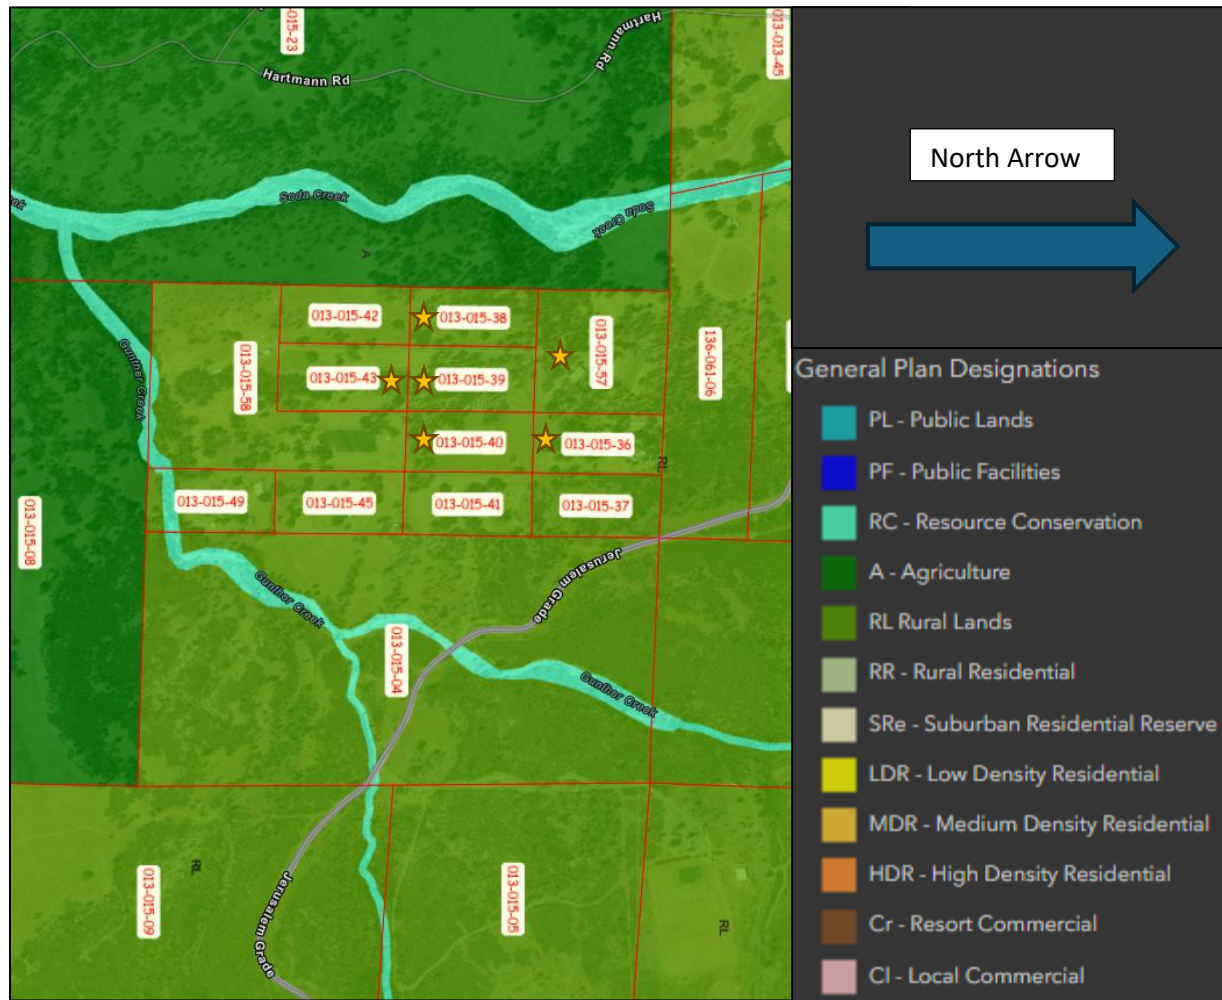 015-23
Hartmann Rd
Hartmann Rd
013-013-45
Soda Creek
Soda Creek
A
013-015-42
013-015-38
013-015-57
136-061-06
013-015-58
Gunther Creek
013-015-43
013-015-39
013-015-40
013-015-36
RL
013-015-49
013-015-45
013-015-41
013-015-37
013-015-08
Jerusalem Grade
Gunther Creek
013-015-04
Gunther Creek
RL
013-015-09
Jerusalem Grade
013-015-05
RL
North Arrow
General Plan Designations
PL - Public Lands
PF - Public Facilities
RC - Resource Conservation
A - Agriculture
RL Rural Lands
RR - Rural Residential
SRe - Suburban Residential Reserve
LDR - Low Density Residential
MDR - Medium Density Residential
HDR - High Density Residential
Cr - Resort Commercial
Cl - Local Commercial